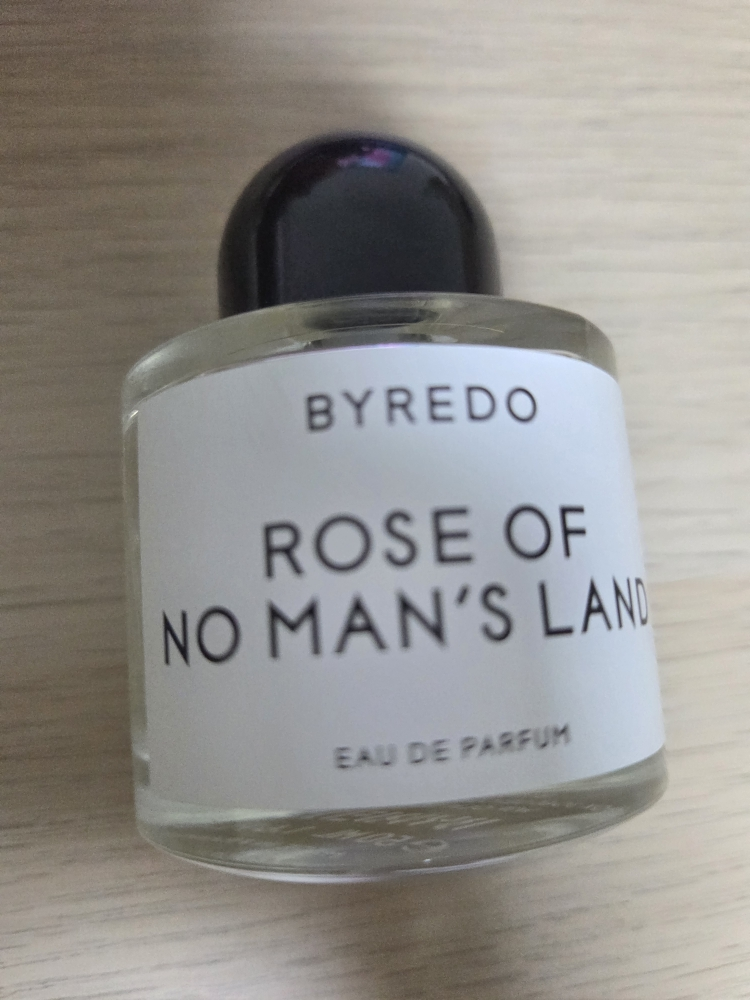 BYREDO
ROSE OF
NO MAN'S LAND
EAU DE PARFUM